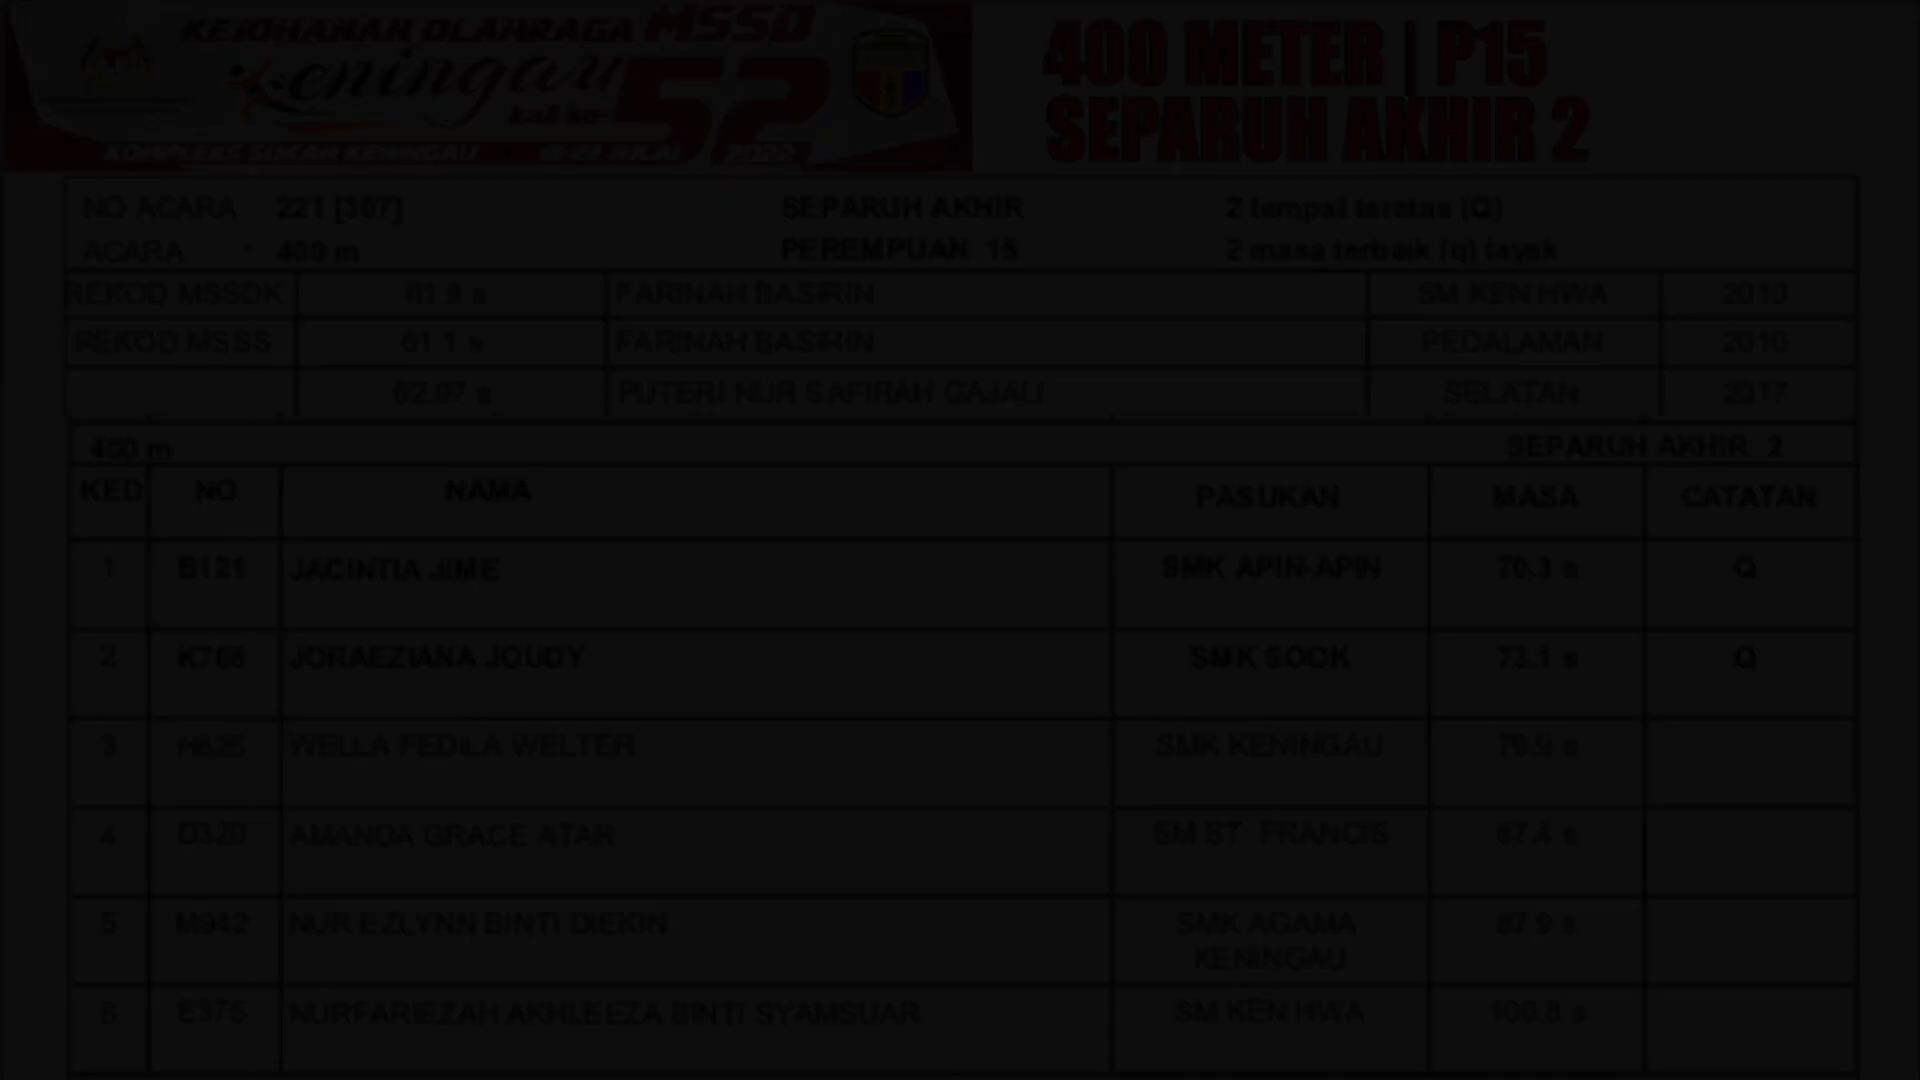 KEJOHANAN OLAHRAGA MSSD
Keningau
kali ke- 52
KOMPLEKS SUKAN KENINGAU
2022
400 METER | P15
SEPARUH AKHIR 2
NO ACARA : 221 [307] SEPARUH AKHIR 2 tempat teratas (Q)
ACARA : 400 m PEREMPUAN 15 2 masa terbaik (q) layak
REKOD MSSDK 61.9 s FARINAH BASIRIN SM KEN HWA 2010
REKOD MSSS 61.1 s FARINAH BASIRIN PEDALAMAN 2010
62.97 s PUTERI NUR SAFIRAH GAJALI SELATAN 2017
400 m SEPARUH AKHIR 2
KED NO NAMA PASUKAN MASA CATATAN
1 B121 JACINTIA JIME SMK APIN-APIN 70.3 s Q
2 K768 JORAEZIANA JOUDY SMK SOOK 73.1 s Q
3 H625 WELLA FEDILA WELTER SMK KENINGAU 79.9 s
4 D320 AMANDA GRACE ATAR SM ST. FRANCIS 87.4 s
5 M942 NUR EZLYNN BINTI DIEKIN SMK AGAMA KENINGAU 87.9 s
6 E375 NURFARIEZAH AKHLEEZA BINTI SYAMSUAR SM KEN HWA 100.8 s